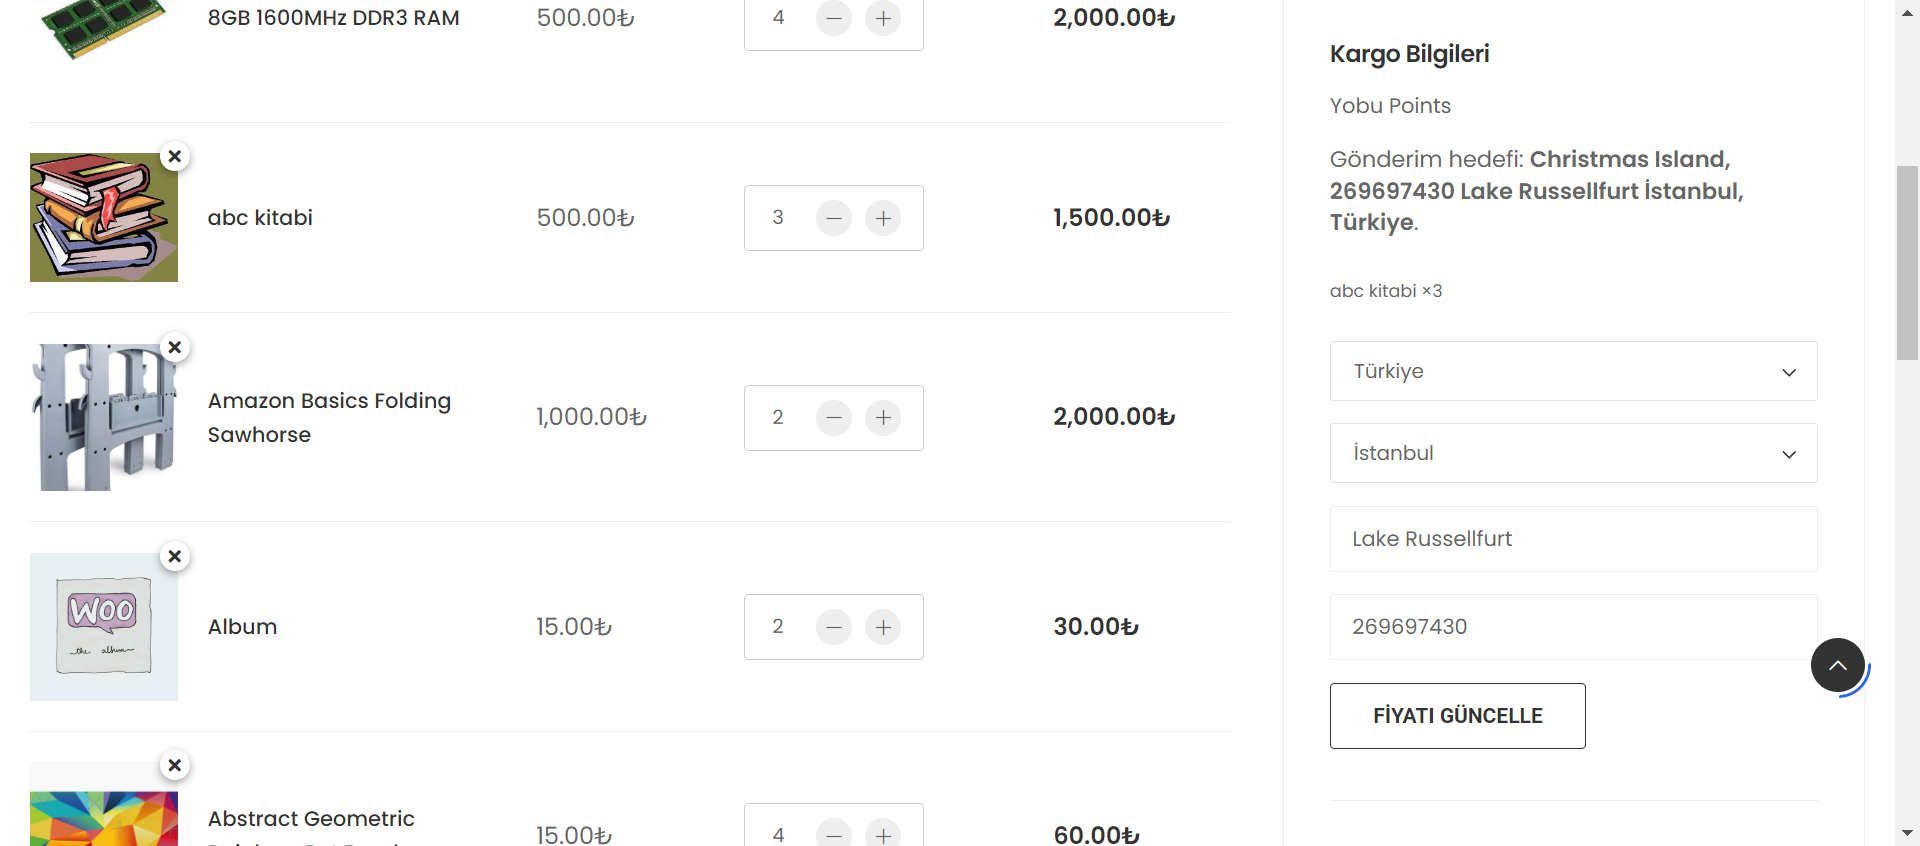 8GB 1600MHz DDR3 RAM
500.00₺
4
2,000.00₺
abc kitabi
500.00₺
3
1,500.00₺
Amazon Basics Folding
Sawhorse
1,000.00₺
2
2,000.00₺
WOO
the album
Album
15.00₺
2
30.00₺
Abstract Geometric
15.00₺
4
60.00₺
Kargo Bilgileri
Yobu Points
Gönderim hedefi: Christmas Island,
269697430 Lake Russellfurt İstanbul,
Türkiye.
abc kitabi ×3
Türkiye
İstanbul
Lake Russellfurt
269697430
FİYATI GÜNCELLE